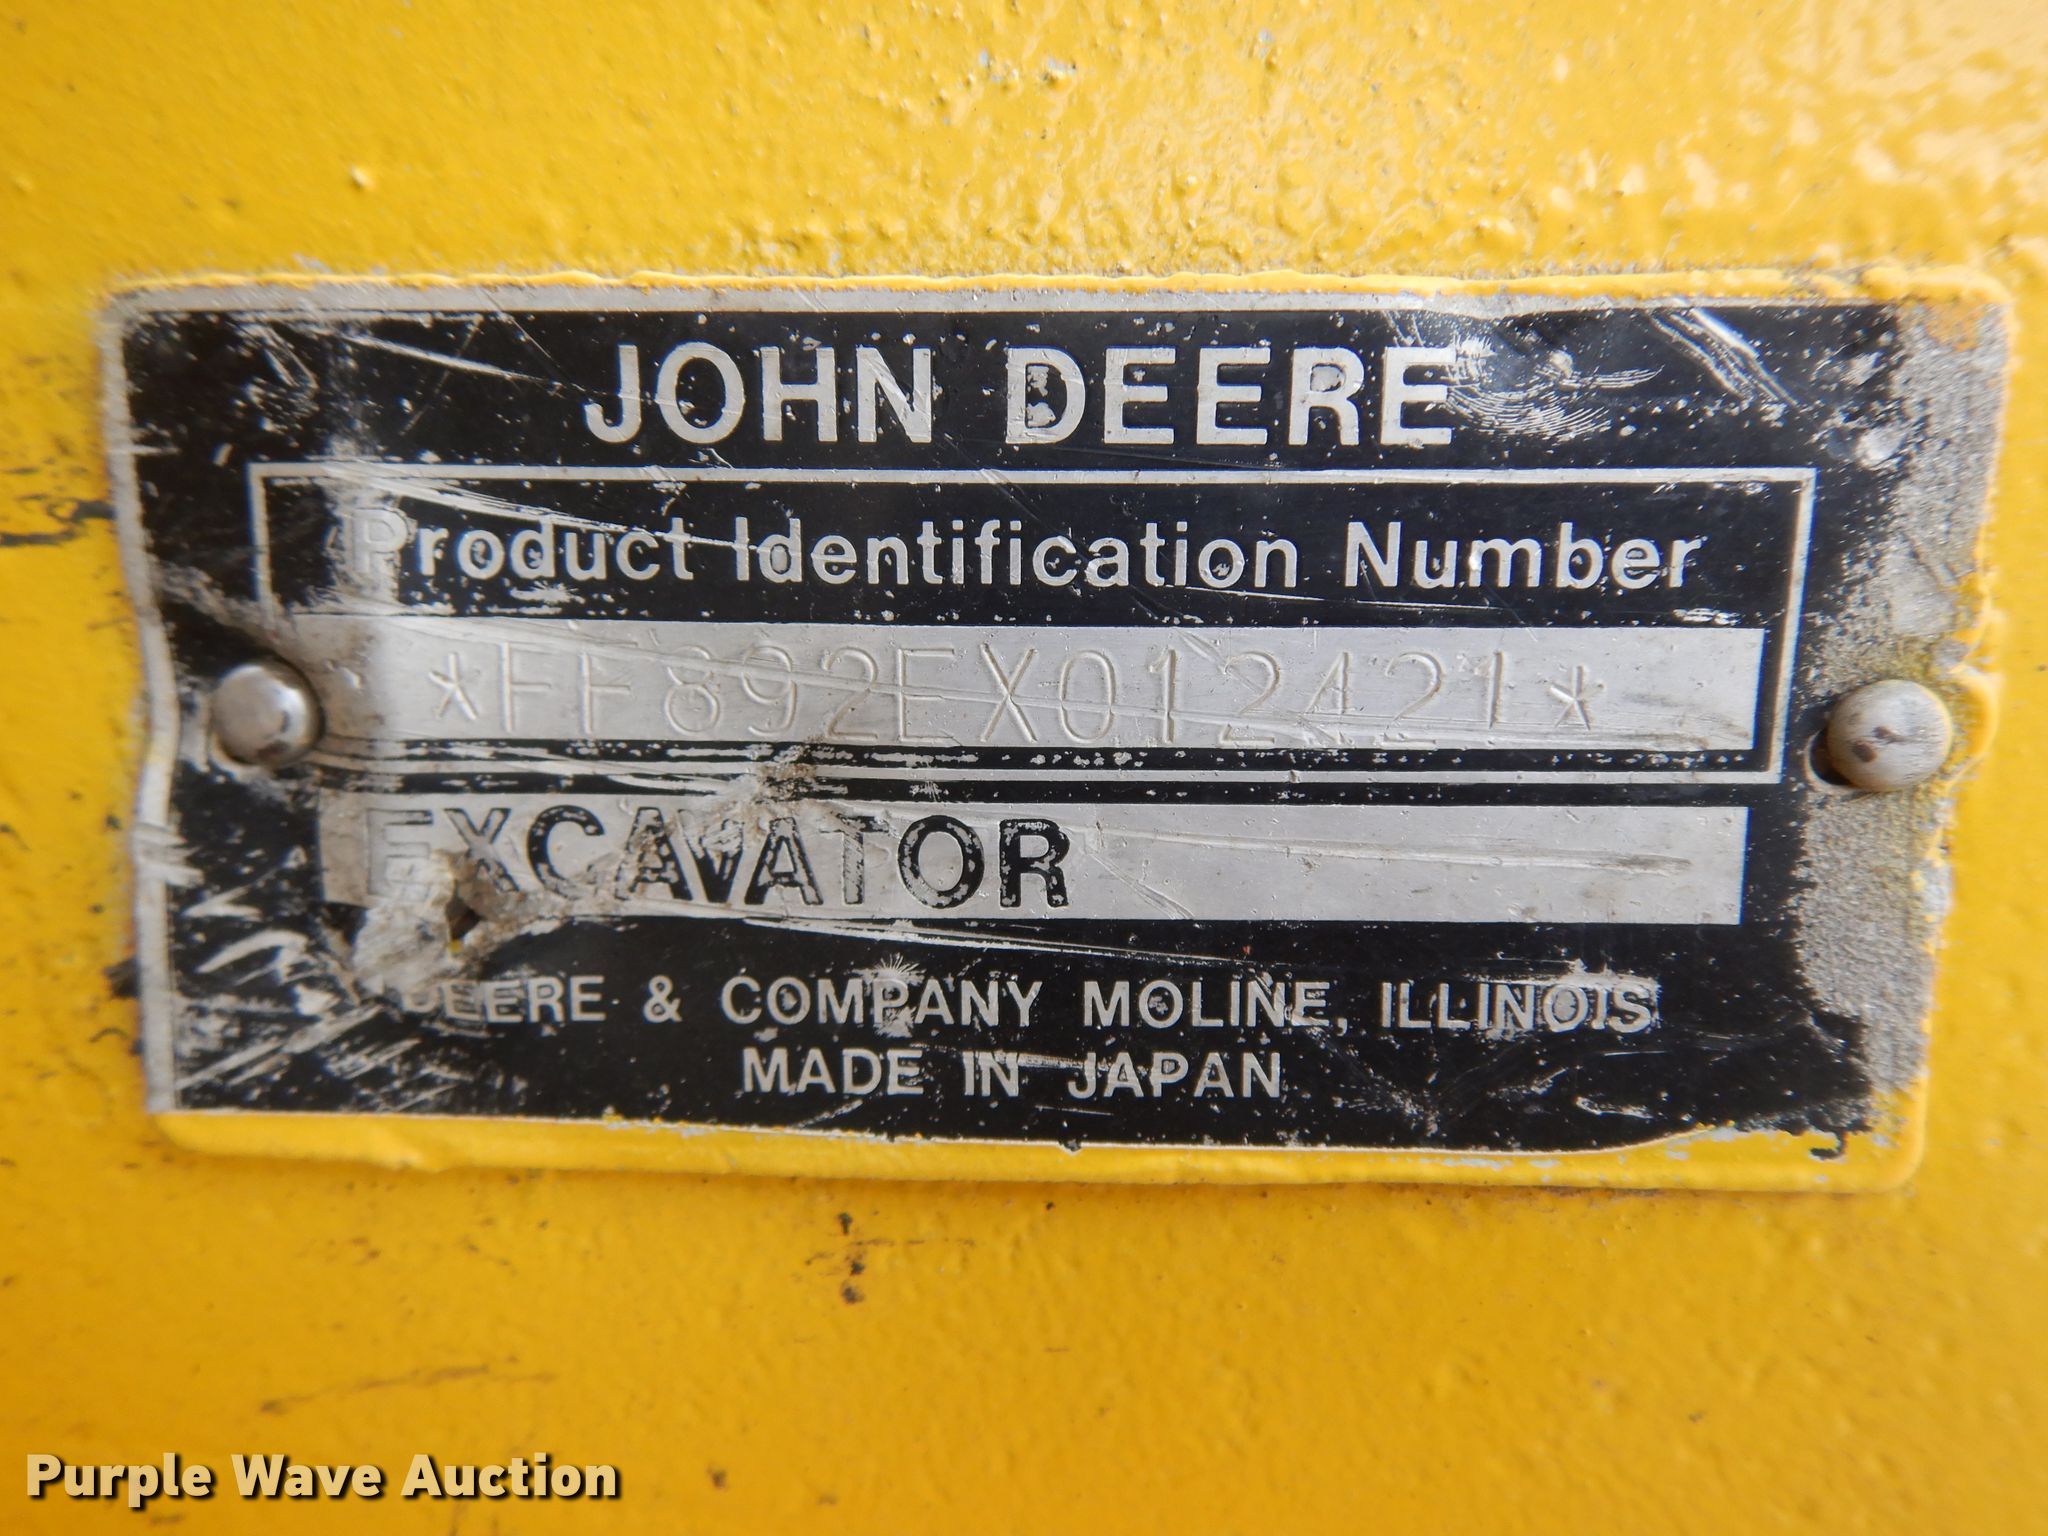 JOHN DEERE
Product Identification Number
*FF892EX012421*
EXCAVATOR
DEERE & COMPANY MOLINE, ILLINOIS
MADE IN JAPAN
Purple Wave Auction